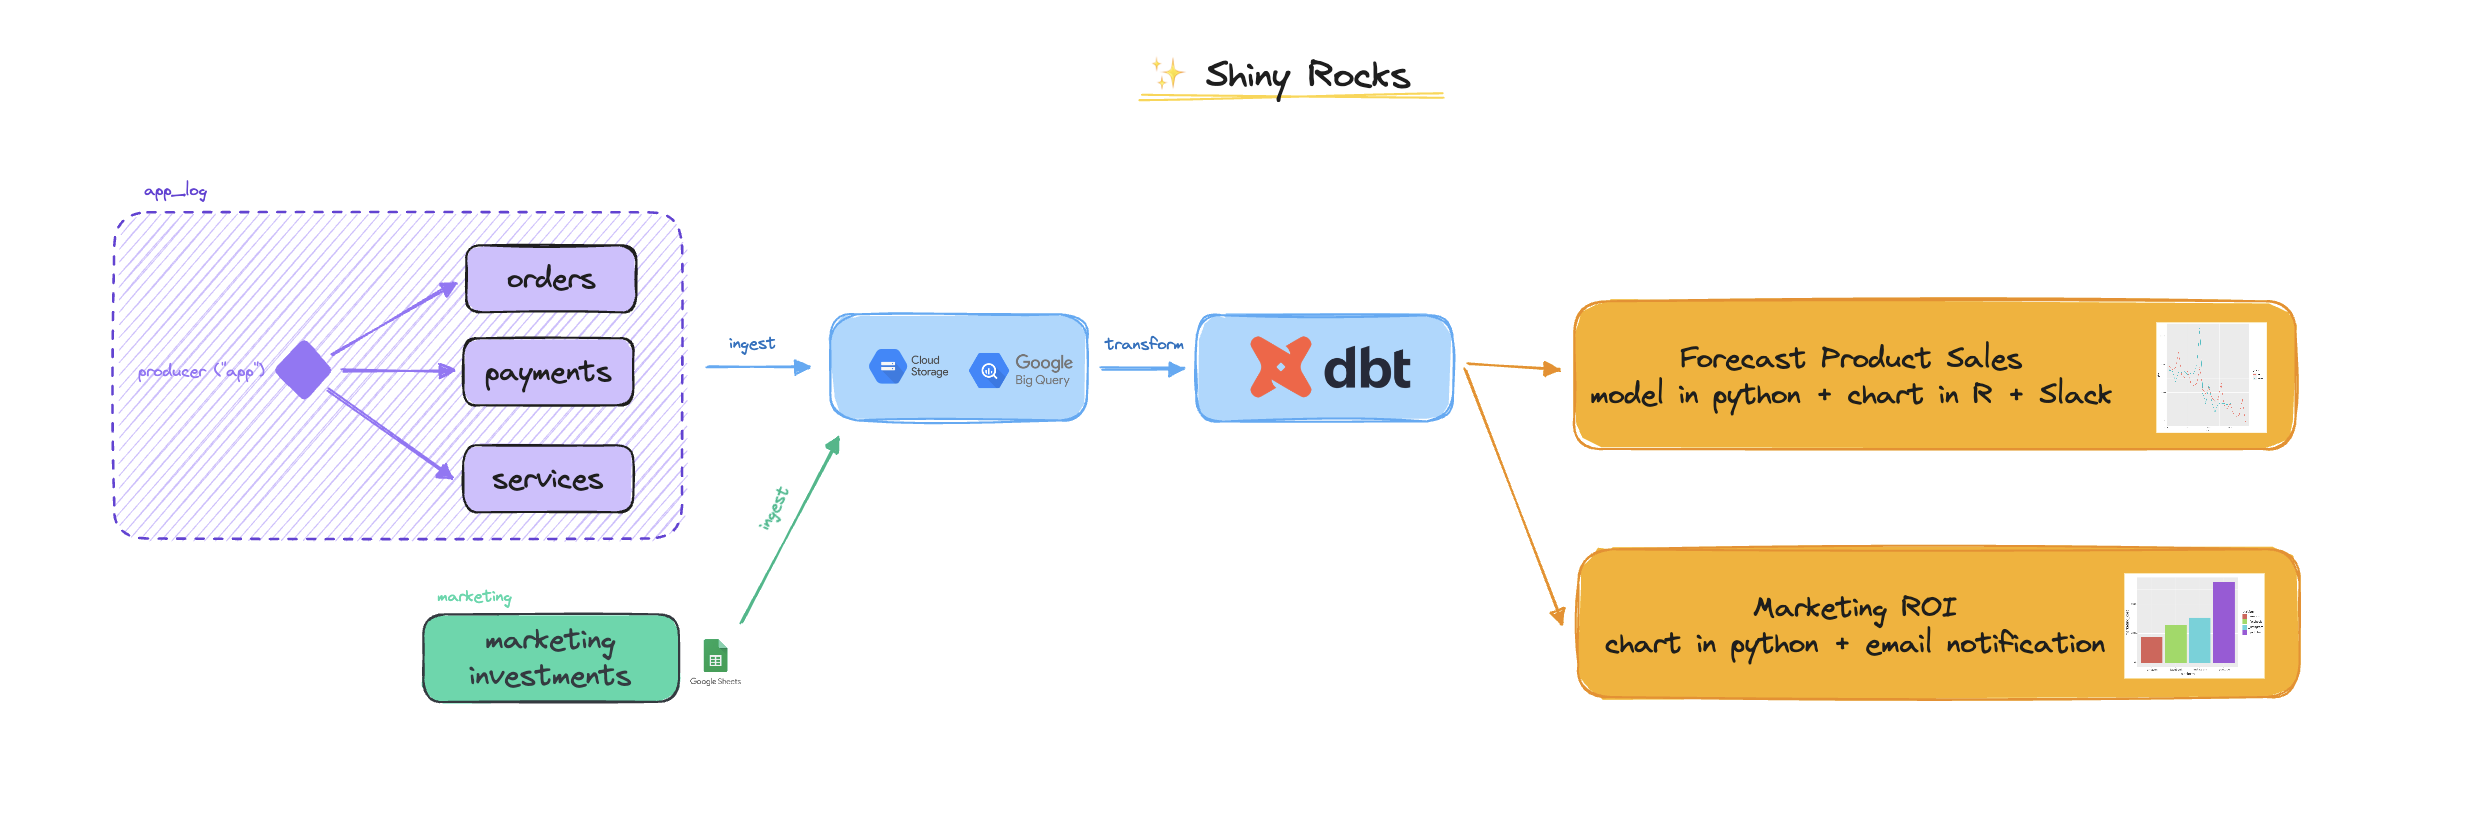 Shiny Rocks
app_log
producer ("app")
orders
payments
services
ingest
Cloud
Storage
Google
Big Query
transform
dbt
Forecast Product Sales
model in python + chart in R + Slack
marketing
marketing
investments
Google Sheets
ingest
Marketing ROI
chart in python + email notification